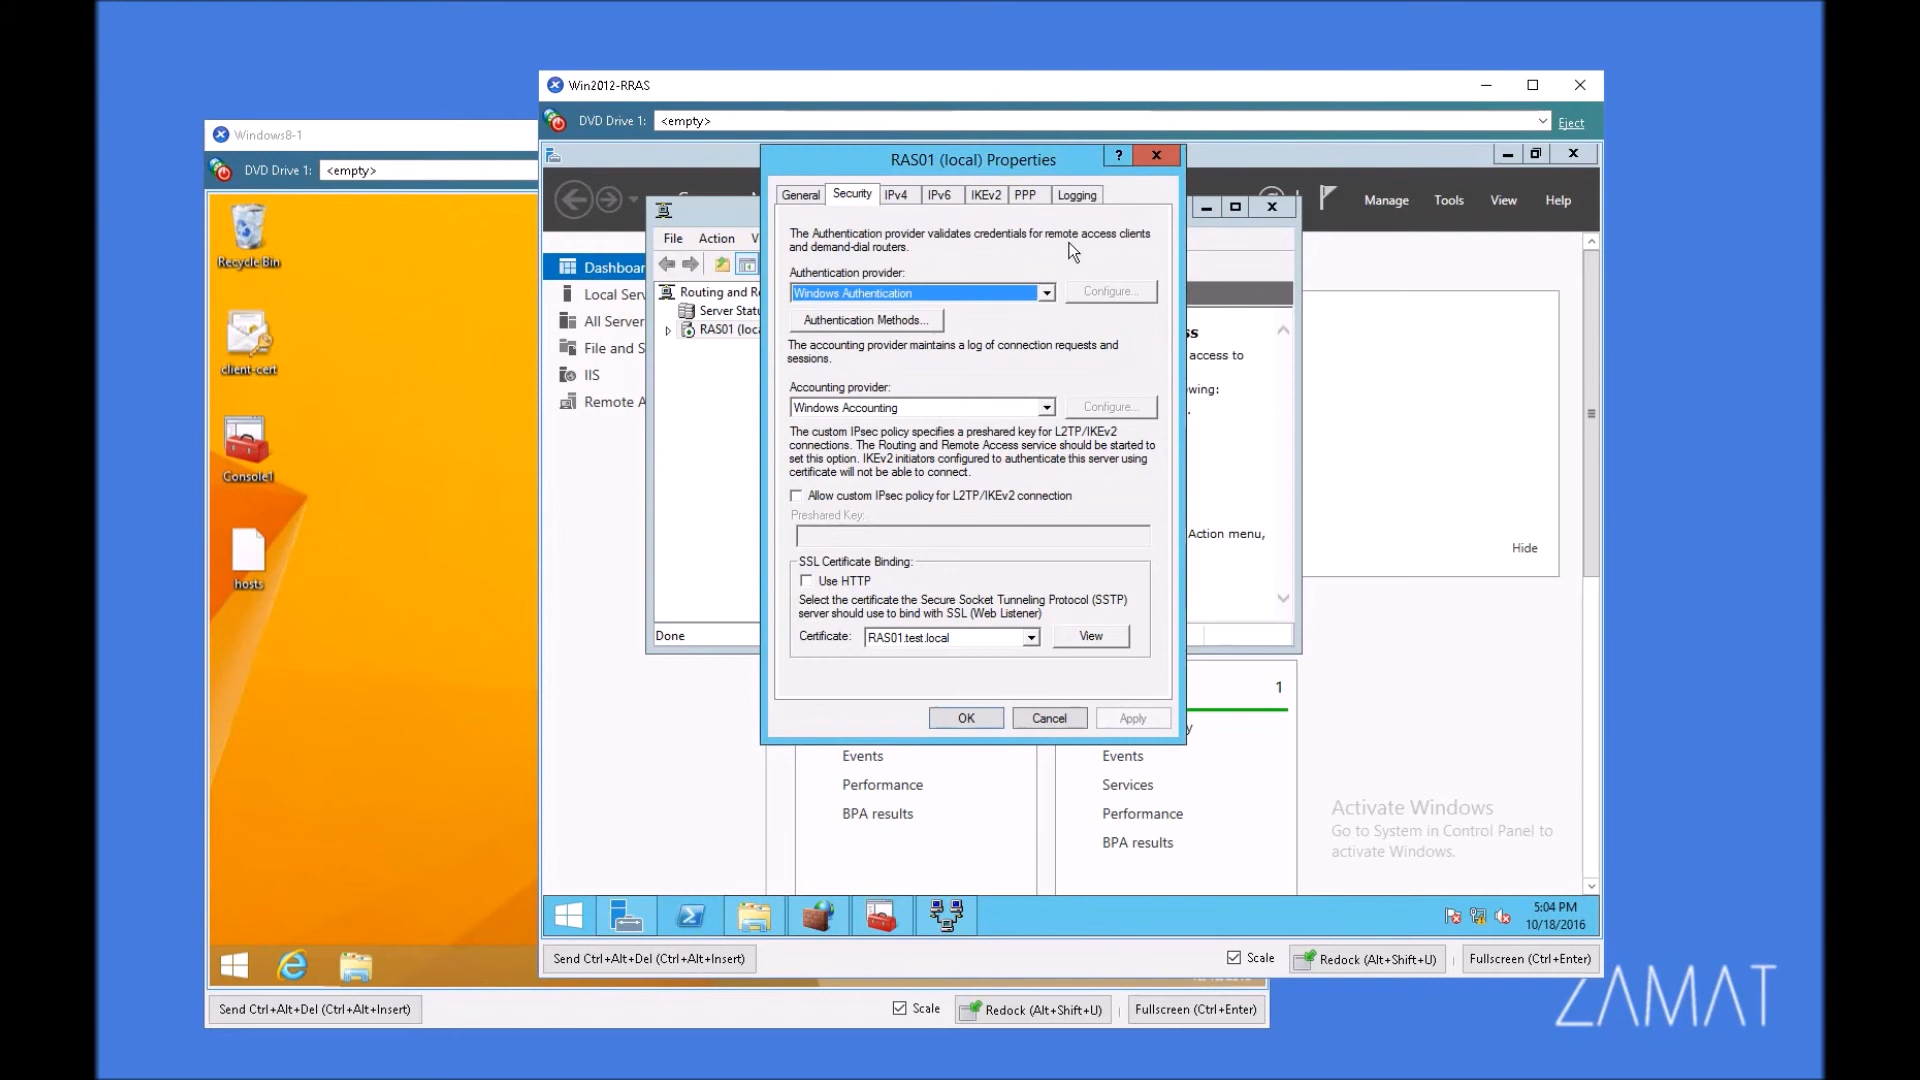 Win2012-RRAS
DVD Drive 1: <empty> Eject
Windows8-1
DVD Drive 1: <empty>
Recycle Bin
client-cert
Console1
hosts
Manage Tools View Help
Dashboar
Local Serv
All Server
File and S
IIS
Remote A
File Action V
Routing and Re
Server Statu
RAS01 (loca
Done
RAS01 (local) Properties
? X
General Security IPv4 IPv6 IKEv2 PPP Logging
The Authentication provider validates credentials for remote access clients
and demand-dial routers.
Authentication provider:
Windows Authentication Configure...
Authentication Methods...
The accounting provider maintains a log of connection requests and
sessions.
Accounting provider:
Windows Accounting Configure...
The custom IPsec policy specifies a preshared key for L2TP/IKEv2
connections. The Routing and Remote Access service should be started to
set this option. IKEv2 initiators configured to authenticate this server using
certificate will not be able to connect.
Allow custom IPsec policy for L2TP/IKEv2 connection
Preshared Key:
SSL Certificate Binding:
Use HTTP
Select the certificate the Secure Socket Tunneling Protocol (SSTP)
server should use to bind with SSL (Web Listener)
Certificate: RAS01.test.local View
OK Cancel Apply
ss
access to
wing:
Action menu,
Hide
1
y
Events
Performance
BPA results
Events
Services
Performance
BPA results
Activate Windows
Go to System in Control Panel to
activate Windows.
5:04 PM
10/18/2016
Send Ctrl+Alt+Del (Ctrl+Alt+Insert) Scale Redock (Alt+Shift+U) Fullscreen (Ctrl+Enter)
Send Ctrl+Alt+Del (Ctrl+Alt+Insert) Scale Redock (Alt+Shift+U) Fullscreen (Ctrl+Enter)
ZAMAT